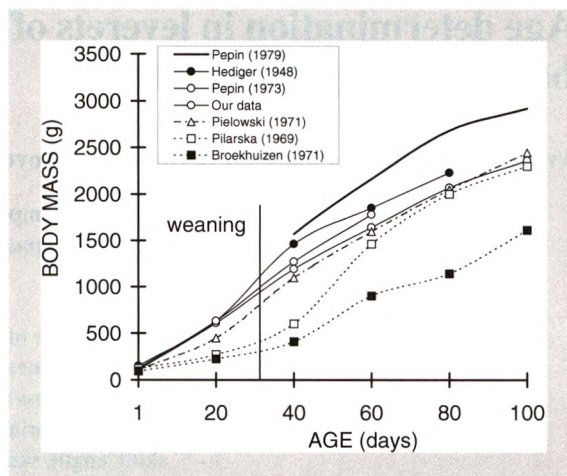 Age determination in leverets of
be
Pepin (1979)
Hediger (1948)
Pepin (1973)
Our data
Pielowski (1971)
Pilarska (1969)
Broekhuizen (1971)
BODY MASS (g)
3500
3000
2500
2000
1500
1000
500
0
weaning
1
20
40
60
80
100
AGE (days)